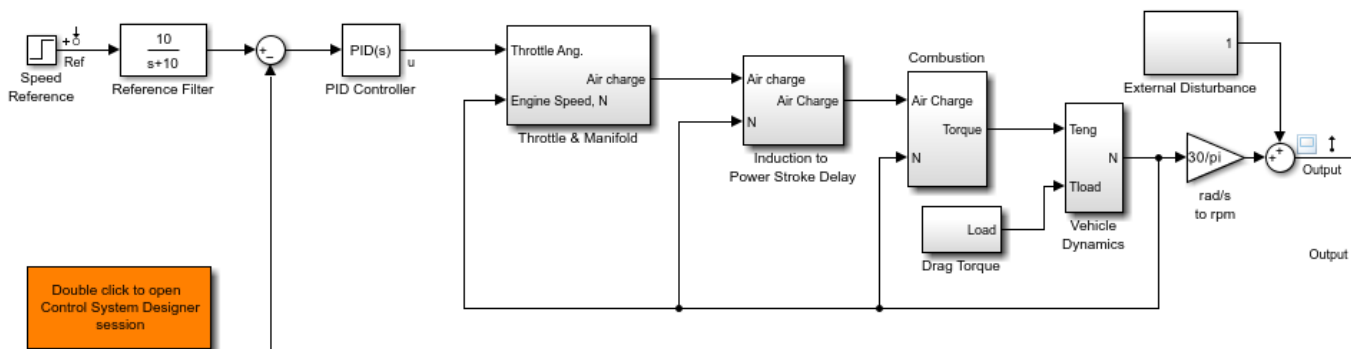 Speed
Reference
Ref
10
s+10
Reference Filter
+
−
PID(s)
u
PID Controller
Throttle Ang.
Air charge
Engine Speed, N
Throttle & Manifold
Air charge
Air Charge
N
Induction to
Power Stroke Delay
Combustion
Air Charge
Torque
N
Load
Drag Torque
Teng
N
Tload
Vehicle
Dynamics
1
External Disturbance
30/pi
rad/s
to rpm
+
+
Output
Output
Double click to open
Control System Designer
session